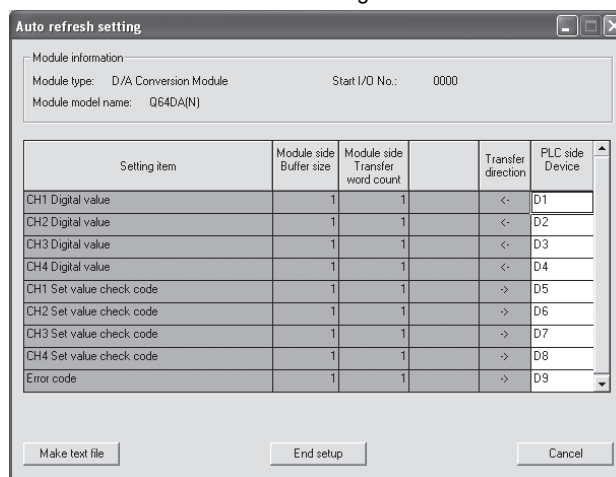 Auto refresh setting
Module information
Module type: D/A Conversion Module Start I/O No.: 0000
Module model name: Q64DA(N)
Setting item Module side Buffer size Module side Transfer word count Transfer direction PLC side Device
CH1 Digital value 1 1 <- D1
CH2 Digital value 1 1 <- D2
CH3 Digital value 1 1 <- D3
CH4 Digital value 1 1 <- D4
CH1 Set value check code 1 1 -> D5
CH2 Set value check code 1 1 -> D6
CH3 Set value check code 1 1 -> D7
CH4 Set value check code 1 1 -> D8
Error code 1 1 -> D9
Make text file End setup Cancel